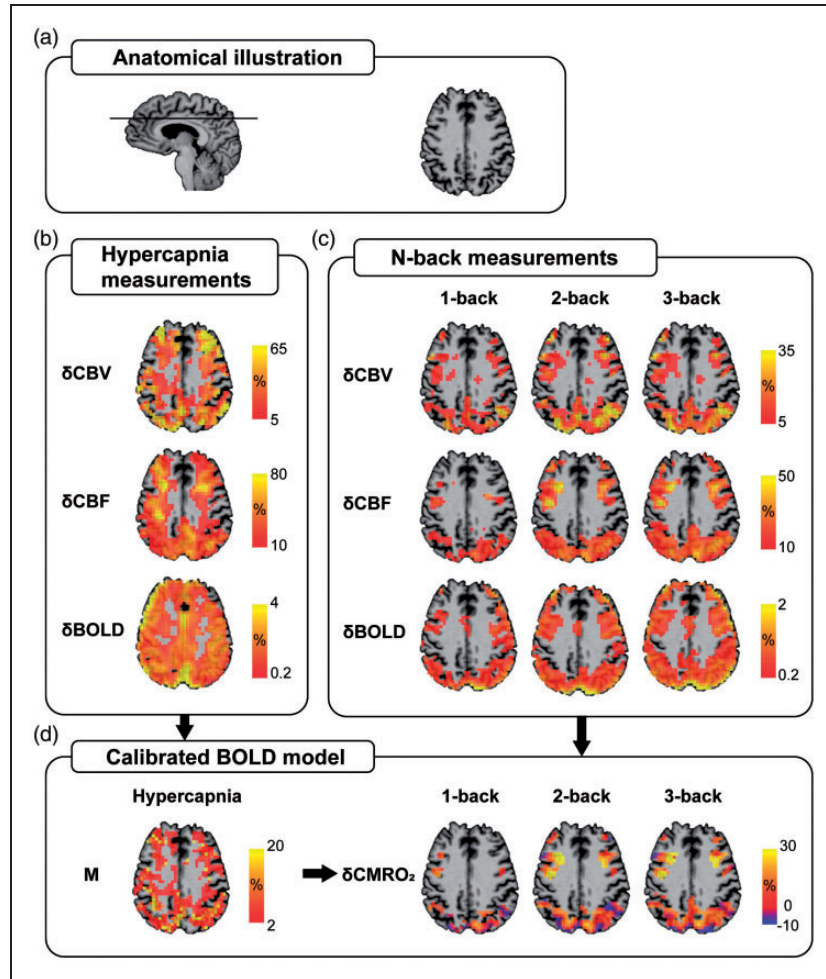 (a)
Anatomical illustration
(b)
Hypercapnia
measurements
δCBV
65
%
5
δCBF
80
%
10
δBOLD
4
%
0.2
(c)
N-back measurements
1-back 2-back 3-back
δCBV
35
%
5
δCBF
50
%
10
δBOLD
2
%
0.2
(d)
Calibrated BOLD model
Hypercapnia
M
20
%
2
δCMRO₂
1-back 2-back 3-back
30
%
0
-10